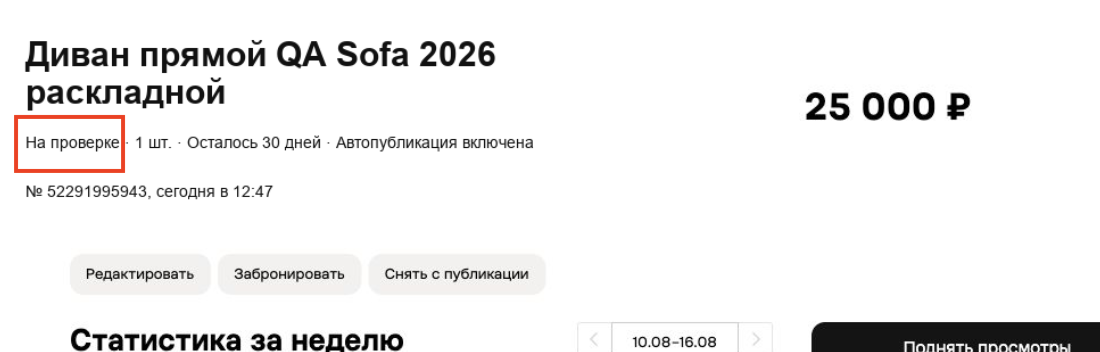 Диван прямой QA Sofa 2026
раскладной
25 000 ₽
На проверке · 1 шт. · Осталось 30 дней · Автопубликация включена
№ 52291995943, сегодня в 12:47
Редактировать Забронировать Снять с публикации
Статистика за неделю
10.08–16.08
Поднять просмотры